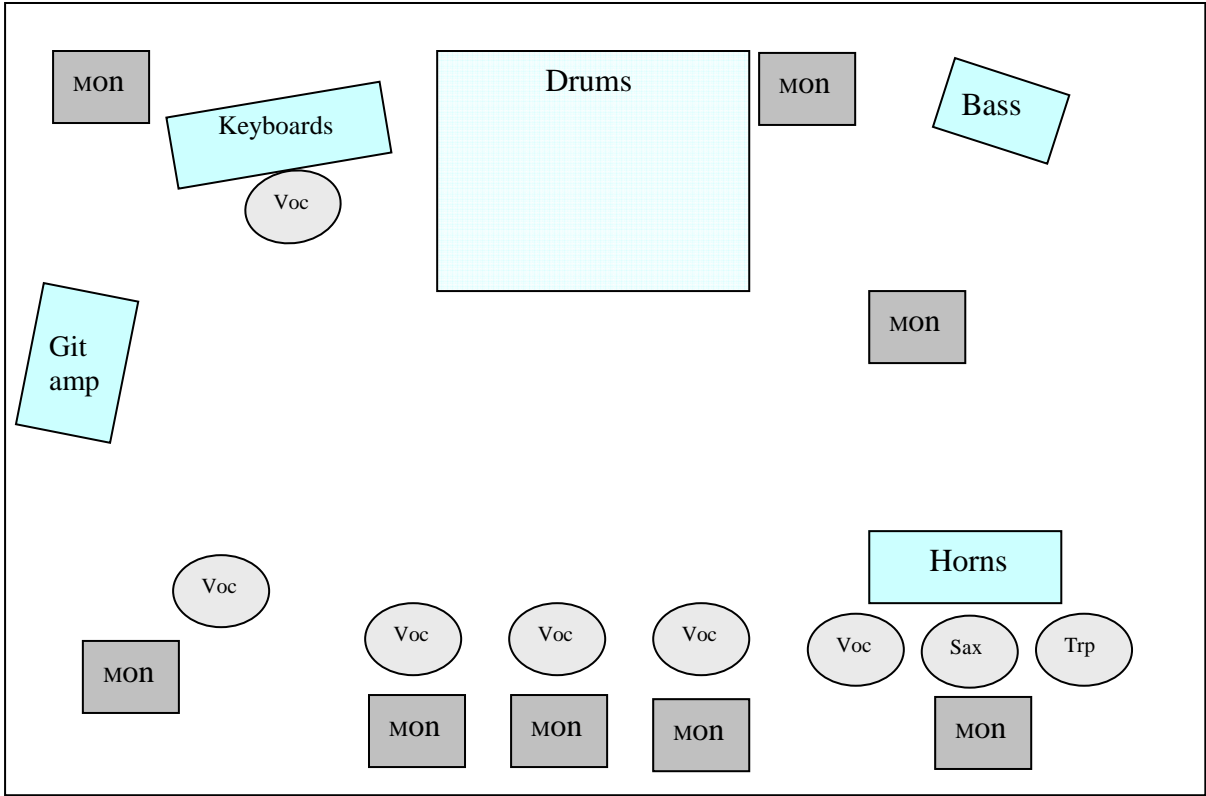 Mon
Keyboards
Voc
Drums
Mon
Bass
Git
amp
Mon
Horns
Voc
Mon
Voc
Voc
Voc
Voc
Sax
Trp
Mon
Mon
Mon
Mon